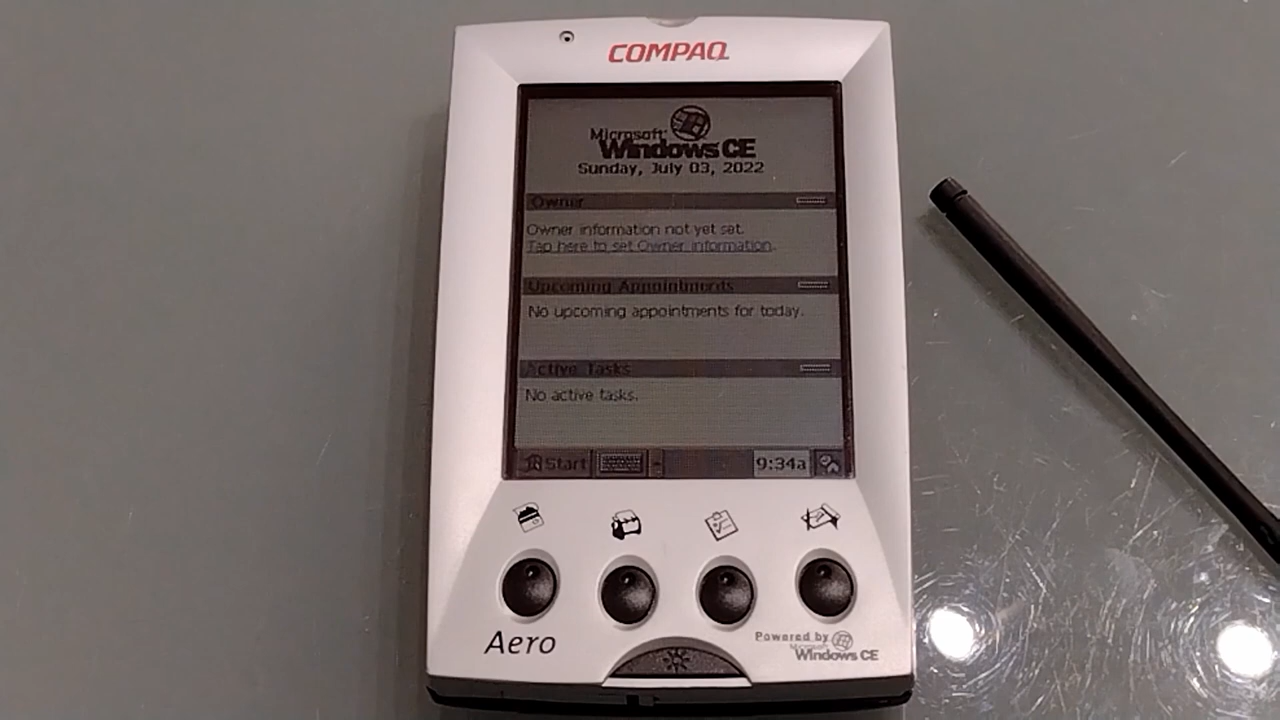 COMPAQ
Microsoft
Windows CE
Sunday, July 03, 2022
Owner
Owner information not yet set.
Tap here to set Owner information.
Upcoming Appointments
No upcoming appointments for today.
Active Tasks
No active tasks.
Start 9:34a
Aero
Powered by
Microsoft
Windows CE